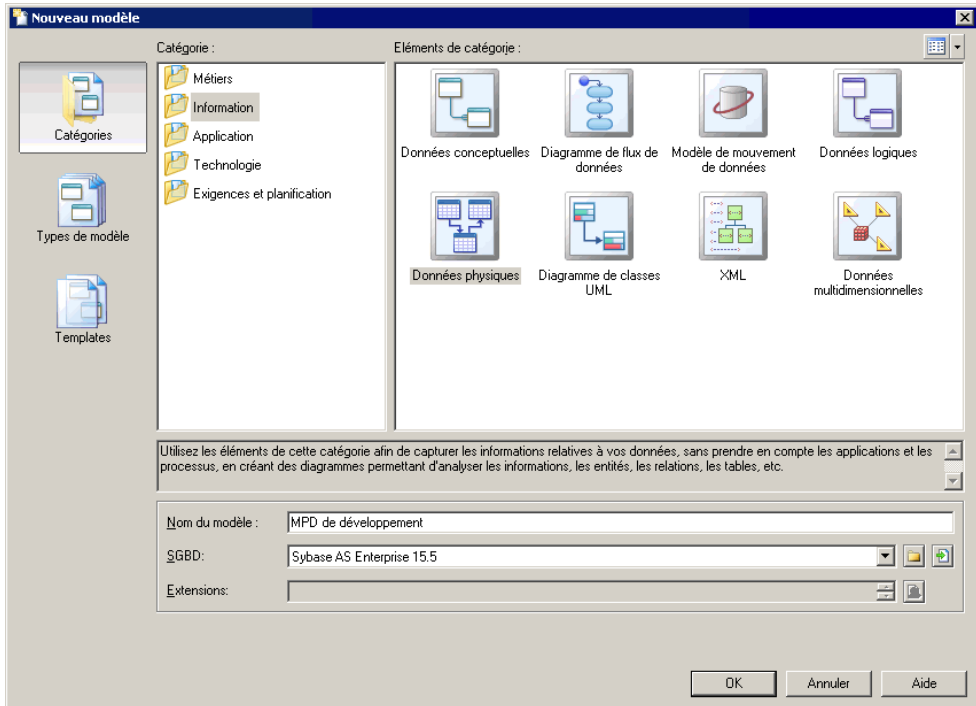 Nouveau modèle
Catégorie :
Eléments de catégorie :
Catégories
Types de modèle
Templates
Métiers
Information
Application
Technologie
Exigences et planification
Données conceptuelles
Diagramme de flux de
données
Modèle de mouvement
de données
Données logiques
Données physiques
Diagramme de classes
UML
XML
Données
multidimensionnelles
Utilisez les éléments de cette catégorie afin de capturer les informations relatives à vos données, sans prendre en compte les applications et les
processus, en créant des diagrammes permettant d'analyser les informations, les entités, les relations, les tables, etc.
Nom du modèle :
MPD de développement
SGBD:
Sybase AS Enterprise 15.5
Extensions:
OK
Annuler
Aide